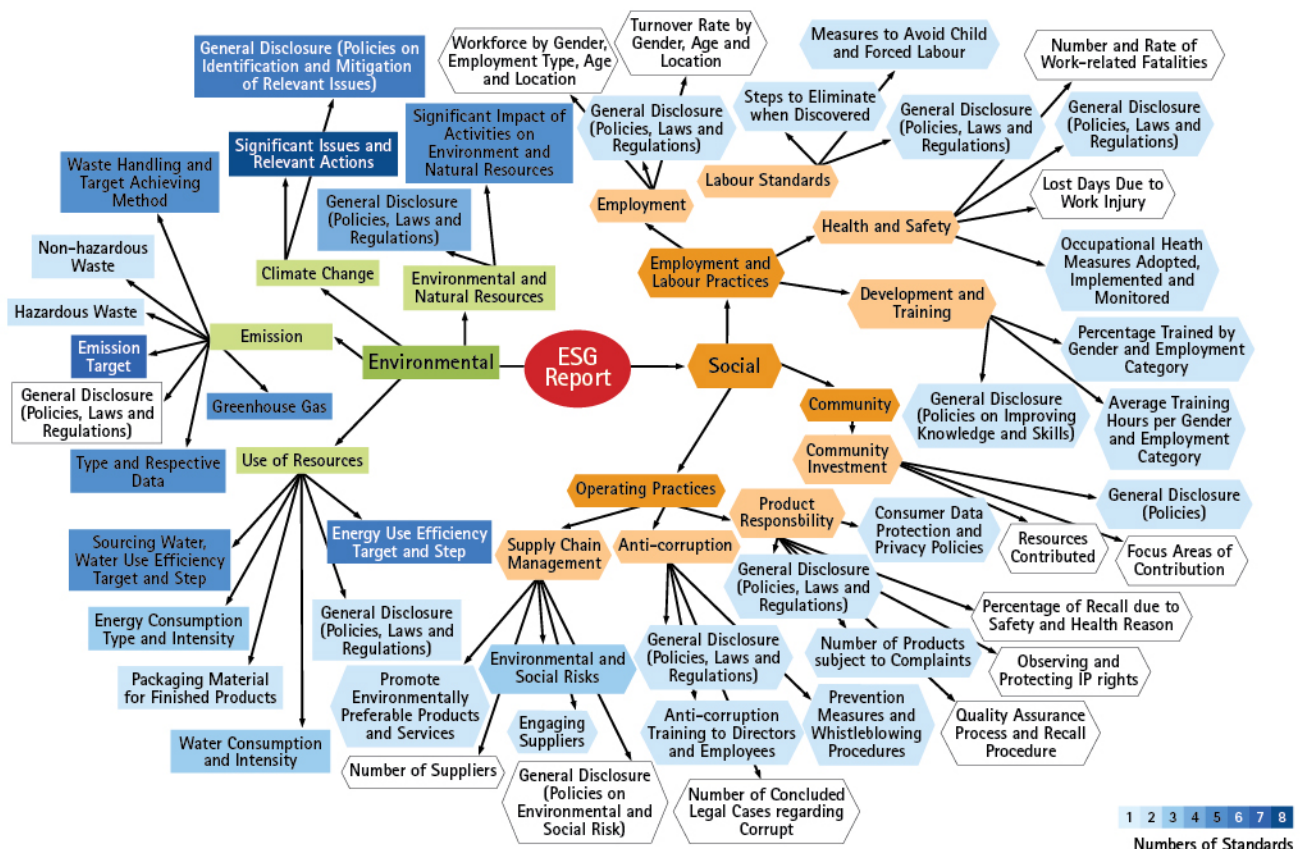 General Disclosure (Policies on
Identification and Mitigation
of Relevant Issues)
Significant Issues and
Relevant Actions
Significant Impact of
Activities on
Environment and
Natural Resources
Waste Handling and
Target Achieving
Method
General Disclosure
(Policies, Laws and
Regulations)
Non-hazardous
Waste
Climate Change
Environmental and
Natural Resources
Hazardous Waste
Emission
Emission
Target
Environmental
General Disclosure
(Policies, Laws and
Regulations)
Greenhouse Gas
Type and Respective
Data
Use of Resources
Sourcing Water,
Water Use Efficiency
Target and Step
Energy Use Efficiency
Target and Step
Energy Consumption
Type and Intensity
General Disclosure
(Policies, Laws and
Regulations)
Packaging Material
for Finished Products
Water Consumption
and Intensity
ESG
Report
Workforce by Gender,
Employment Type, Age
and Location
Turnover Rate by
Gender, Age and
Location
General Disclosure
(Policies, Laws and
Regulations)
Employment
Measures to Avoid Child
and Forced Labour
Steps to Eliminate
when Discovered
General Disclosure
(Policies, Laws and
Regulations)
Labour Standards
Number and Rate of
Work-related Fatalities
General Disclosure
(Policies, Laws and
Regulations)
Lost Days Due to
Work Injury
Health and Safety
Occupational Heath
Measures Adopted,
Implemented and
Monitored
Employment and
Labour Practices
Development and
Training
Percentage Trained by
Gender and Employment
Category
General Disclosure
(Policies on Improving
Knowledge and Skills)
Average Training
Hours per Gender
and Employment
Category
Social
Community
Community
Investment
General Disclosure
(Policies)
Resources
Contributed
Focus Areas of
Contribution
Operating Practices
Supply Chain
Management
Anti-corruption
Product
Responsbility
Consumer Data
Protection and
Privacy Policies
General Disclosure
(Policies, Laws and
Regulations)
Percentage of Recall due to
Safety and Health Reason
Number of Products
subject to Complaints
Observing and
Protecting IP rights
Quality Assurance
Process and Recall
Procedure
General Disclosure
(Policies, Laws and
Regulations)
Prevention
Measures and
Whistleblowing
Procedures
Anti-corruption
Training to Directors
and Employees
Number of Concluded
Legal Cases regarding
Corrupt
Environmental and
Social Risks
Promote
Environmentally
Preferable Products
and Services
Engaging
Suppliers
Number of Suppliers
General Disclosure
(Policies on
Environmental and
Social Risk)
1 2 3 4 5 6 7 8
Numbers of Standards